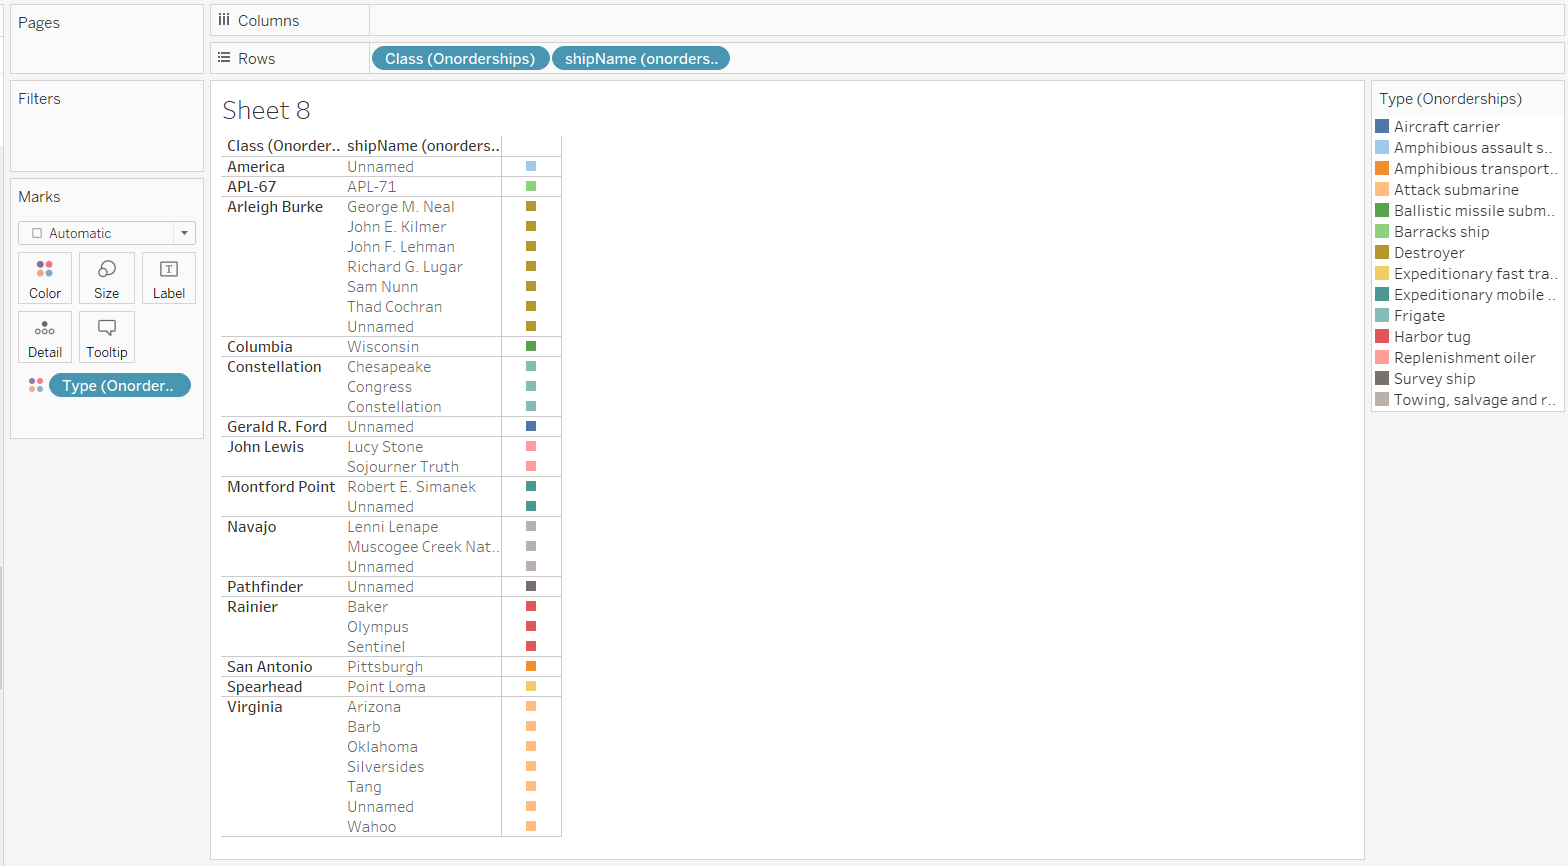 Pages
Columns
Rows
Class (Onorderships)
shipName (onorders..
Filters
Marks
Automatic
Color
Size
Label
Detail
Tooltip
Type (Onorder..
Sheet 8
Class (Onorder.. shipName (onorders..
America Unnamed
APL-67 APL-71
Arleigh Burke George M. Neal
John E. Kilmer
John F. Lehman
Richard G. Lugar
Sam Nunn
Thad Cochran
Unnamed
Columbia Wisconsin
Constellation Chesapeake
Congress
Constellation
Gerald R. Ford Unnamed
John Lewis Lucy Stone
Sojourner Truth
Montford Point Robert E. Simanek
Unnamed
Navajo Lenni Lenape
Muscogee Creek Nat..
Unnamed
Pathfinder Unnamed
Rainier Baker
Olympus
Sentinel
San Antonio Pittsburgh
Spearhead Point Loma
Virginia Arizona
Barb
Oklahoma
Silversides
Tang
Unnamed
Wahoo
Type (Onorderships)
Aircraft carrier
Amphibious assault s..
Amphibious transport..
Attack submarine
Ballistic missile subm..
Barracks ship
Destroyer
Expeditionary fast tra..
Expeditionary mobile ..
Frigate
Harbor tug
Replenishment oiler
Survey ship
Towing, salvage and r..